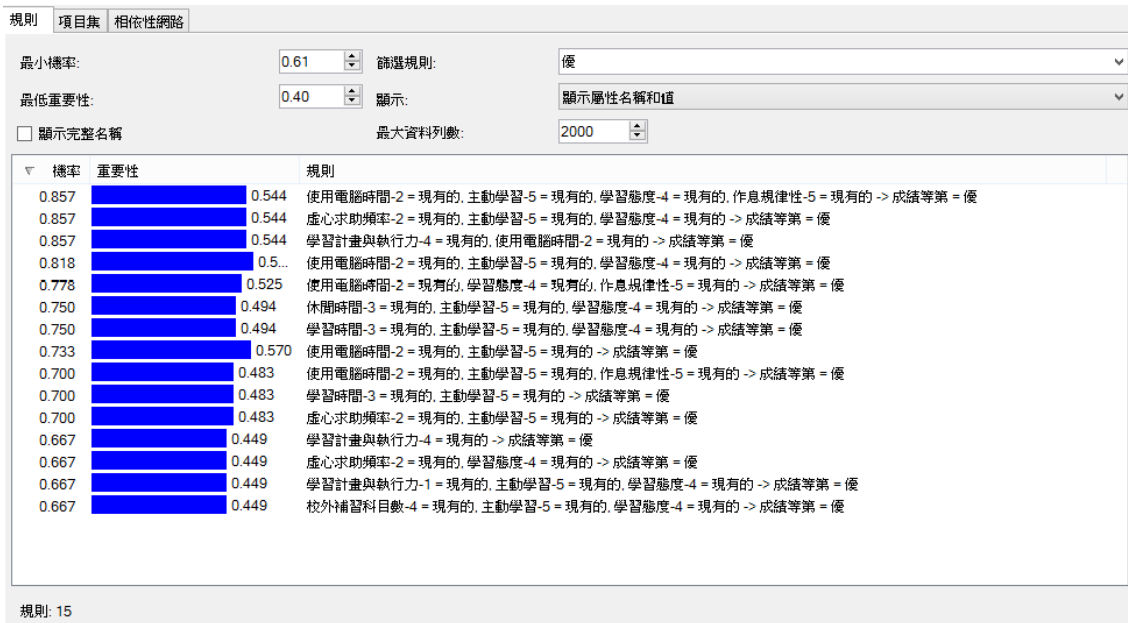 規則 項目集 相依性網路
最小機率: 0.61 篩選規則: 優
最低重要性: 0.40 顯示: 顯示屬性名稱和值
顯示完整名稱 最大資料列數: 2000
機率 重要性 規則
0.857 0.544 使用電腦時間-2 = 現有的, 主動學習-5 = 現有的, 學習態度-4 = 現有的, 作息規律性-5 = 現有的 -> 成績等第 = 優
0.857 0.544 虛心求助頻率-2 = 現有的, 主動學習-5 = 現有的, 學習態度-4 = 現有的 -> 成績等第 = 優
0.857 0.544 學習計畫與執行力-4 = 現有的, 使用電腦時間-2 = 現有的 -> 成績等第 = 優
0.818 0.5... 使用電腦時間-2 = 現有的, 主動學習-5 = 現有的, 學習態度-4 = 現有的 -> 成績等第 = 優
0.778 0.525 使用電腦時間-2 = 現有的, 學習態度-4 = 現有的, 作息規律性-5 = 現有的 -> 成績等第 = 優
0.750 0.494 休閒時間-3 = 現有的, 主動學習-5 = 現有的, 學習態度-4 = 現有的 -> 成績等第 = 優
0.750 0.494 學習時間-3 = 現有的, 主動學習-5 = 現有的, 學習態度-4 = 現有的 -> 成績等第 = 優
0.733 0.570 使用電腦時間-2 = 現有的, 主動學習-5 = 現有的 -> 成績等第 = 優
0.700 0.483 使用電腦時間-2 = 現有的, 主動學習-5 = 現有的, 作息規律性-5 = 現有的 -> 成績等第 = 優
0.700 0.483 學習時間-3 = 現有的, 主動學習-5 = 現有的 -> 成績等第 = 優
0.700 0.483 虛心求助頻率-2 = 現有的, 主動學習-5 = 現有的 -> 成績等第 = 優
0.667 0.449 學習計畫與執行力-4 = 現有的 -> 成績等第 = 優
0.667 0.449 虛心求助頻率-2 = 現有的, 學習態度-4 = 現有的 -> 成績等第 = 優
0.667 0.449 學習計畫與執行力-1 = 現有的, 主動學習-5 = 現有的, 學習態度-4 = 現有的 -> 成績等第 = 優
0.667 0.449 校外補習科目數-4 = 現有的, 主動學習-5 = 現有的, 學習態度-4 = 現有的 -> 成績等第 = 優
規則: 15